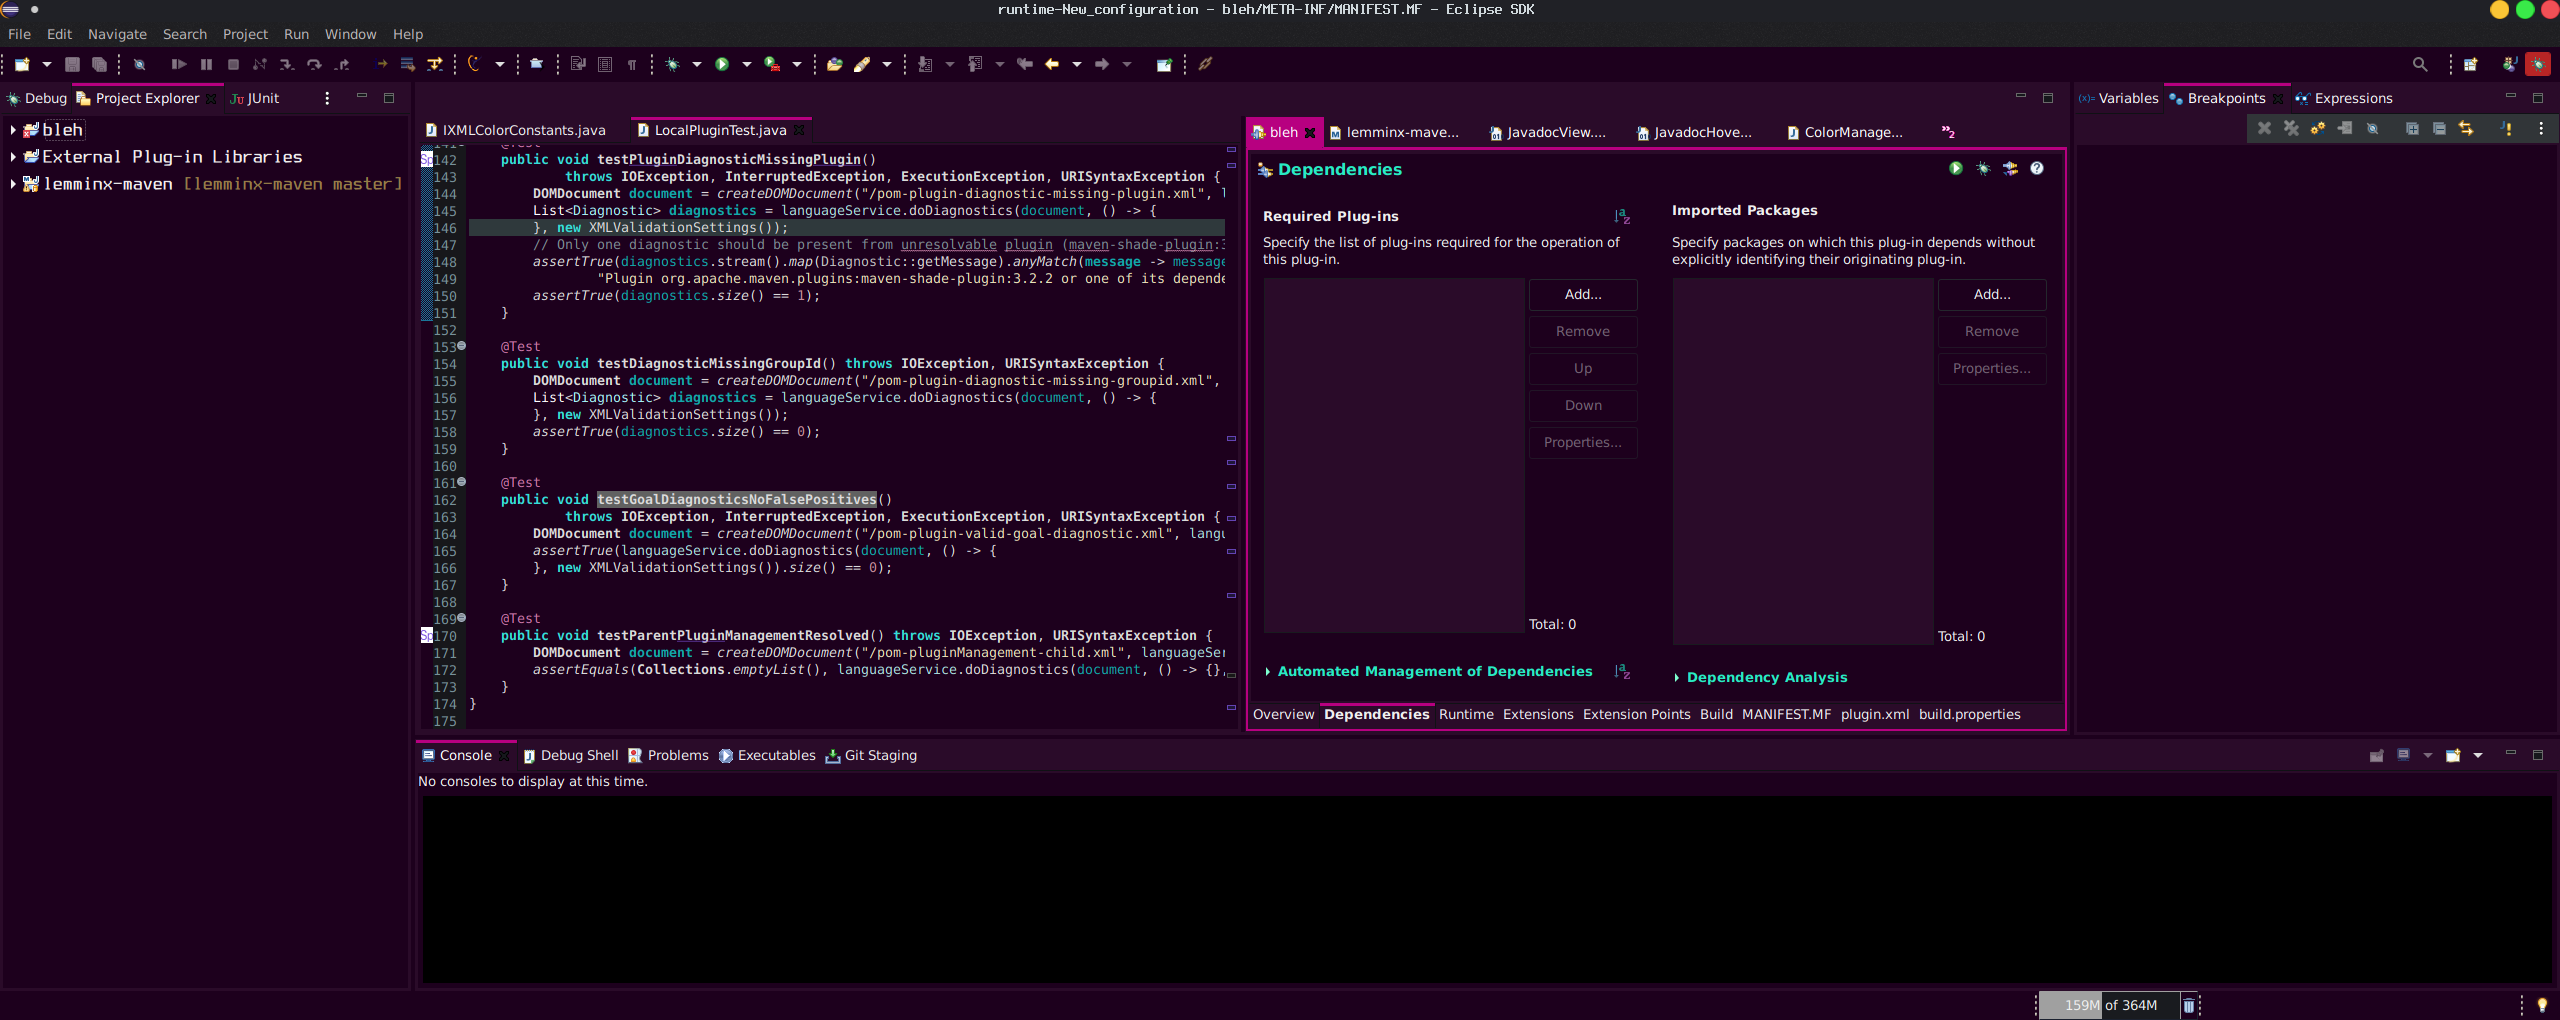 runtime-New_configuration - bleh/META-INF/MANIFEST.MF - Eclipse SDK
File Edit Navigate Search Project Run Window Help
Debug Project Explorer JUnit
bleh
External Plug-in Libraries
lemminx-maven [lemminx-maven master]
IXMLColorConstants.java LocalPluginTest.java
@Test
142 public void testPluginDiagnosticMissingPlugin()
143 throws IOException, InterruptedException, ExecutionException, URISyntaxException {
144 DOMDocument document = createDOMDocument("/pom-plugin-diagnostic-missing-plugin.xml", l
145 List<Diagnostic> diagnostics = languageService.doDiagnostics(document, () -> {
146 }, new XMLValidationSettings());
147 // Only one diagnostic should be present from unresolvable plugin (maven-shade-plugin:3
148 assertTrue(diagnostics.stream().map(Diagnostic::getMessage).anyMatch(message -> message
149 "Plugin org.apache.maven.plugins:maven-shade-plugin:3.2.2 or one of its depende
150 assertTrue(diagnostics.size() == 1);
151 }
152
153 @Test
154 public void testDiagnosticMissingGroupId() throws IOException, URISyntaxException {
155 DOMDocument document = createDOMDocument("/pom-plugin-diagnostic-missing-groupid.xml",
156 List<Diagnostic> diagnostics = languageService.doDiagnostics(document, () -> {
157 }, new XMLValidationSettings());
158 assertTrue(diagnostics.size() == 0);
159 }
160
161 @Test
162 public void testGoalDiagnosticsNoFalsePositives()
163 throws IOException, InterruptedException, ExecutionException, URISyntaxException {
164 DOMDocument document = createDOMDocument("/pom-plugin-valid-goal-diagnostic.xml", langu
165 assertTrue(languageService.doDiagnostics(document, () -> {
166 }, new XMLValidationSettings()).size() == 0);
167 }
168
169 @Test
170 public void testParentPluginManagementResolved() throws IOException, URISyntaxException {
171 DOMDocument document = createDOMDocument("/pom-pluginManagement-child.xml", languageSer
172 assertEquals(Collections.emptyList(), languageService.doDiagnostics(document, () -> {},
173 }
174 }
175
bleh lemminx-mave... JavadocView.... JavadocHove... ColorManage... »2
Dependencies
Required Plug-ins
Specify the list of plug-ins required for the operation of
this plug-in.
Add...
Remove
Up
Down
Properties...
Total: 0
Automated Management of Dependencies
Imported Packages
Specify packages on which this plug-in depends without
explicitly identifying their originating plug-in.
Add...
Remove
Properties...
Total: 0
Dependency Analysis
Overview Dependencies Runtime Extensions Extension Points Build MANIFEST.MF plugin.xml build.properties
(x)= Variables Breakpoints Expressions
Console Debug Shell Problems Executables Git Staging
No consoles to display at this time.
159M of 364M